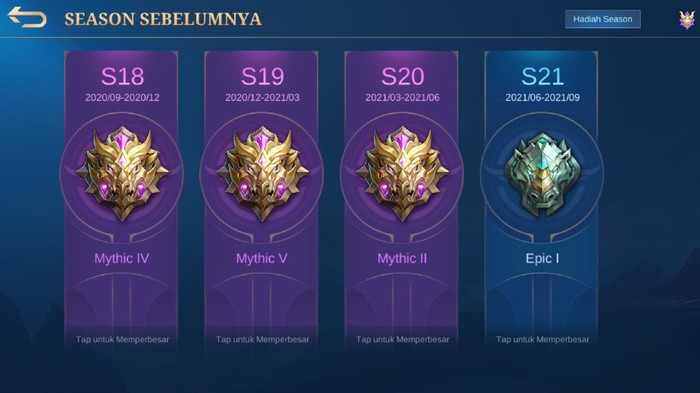 SEASON SEBELUMNYA
Hadiah Season
S18
2020/09-2020/12
Mythic IV
Tap untuk Memperbesar
S19
2020/12-2021/03
Mythic V
Tap untuk Memperbesar
S20
2021/03-2021/06
Mythic II
Tap untuk Memperbesar
S21
2021/06-2021/09
Epic I
Tap untuk Memperbesar